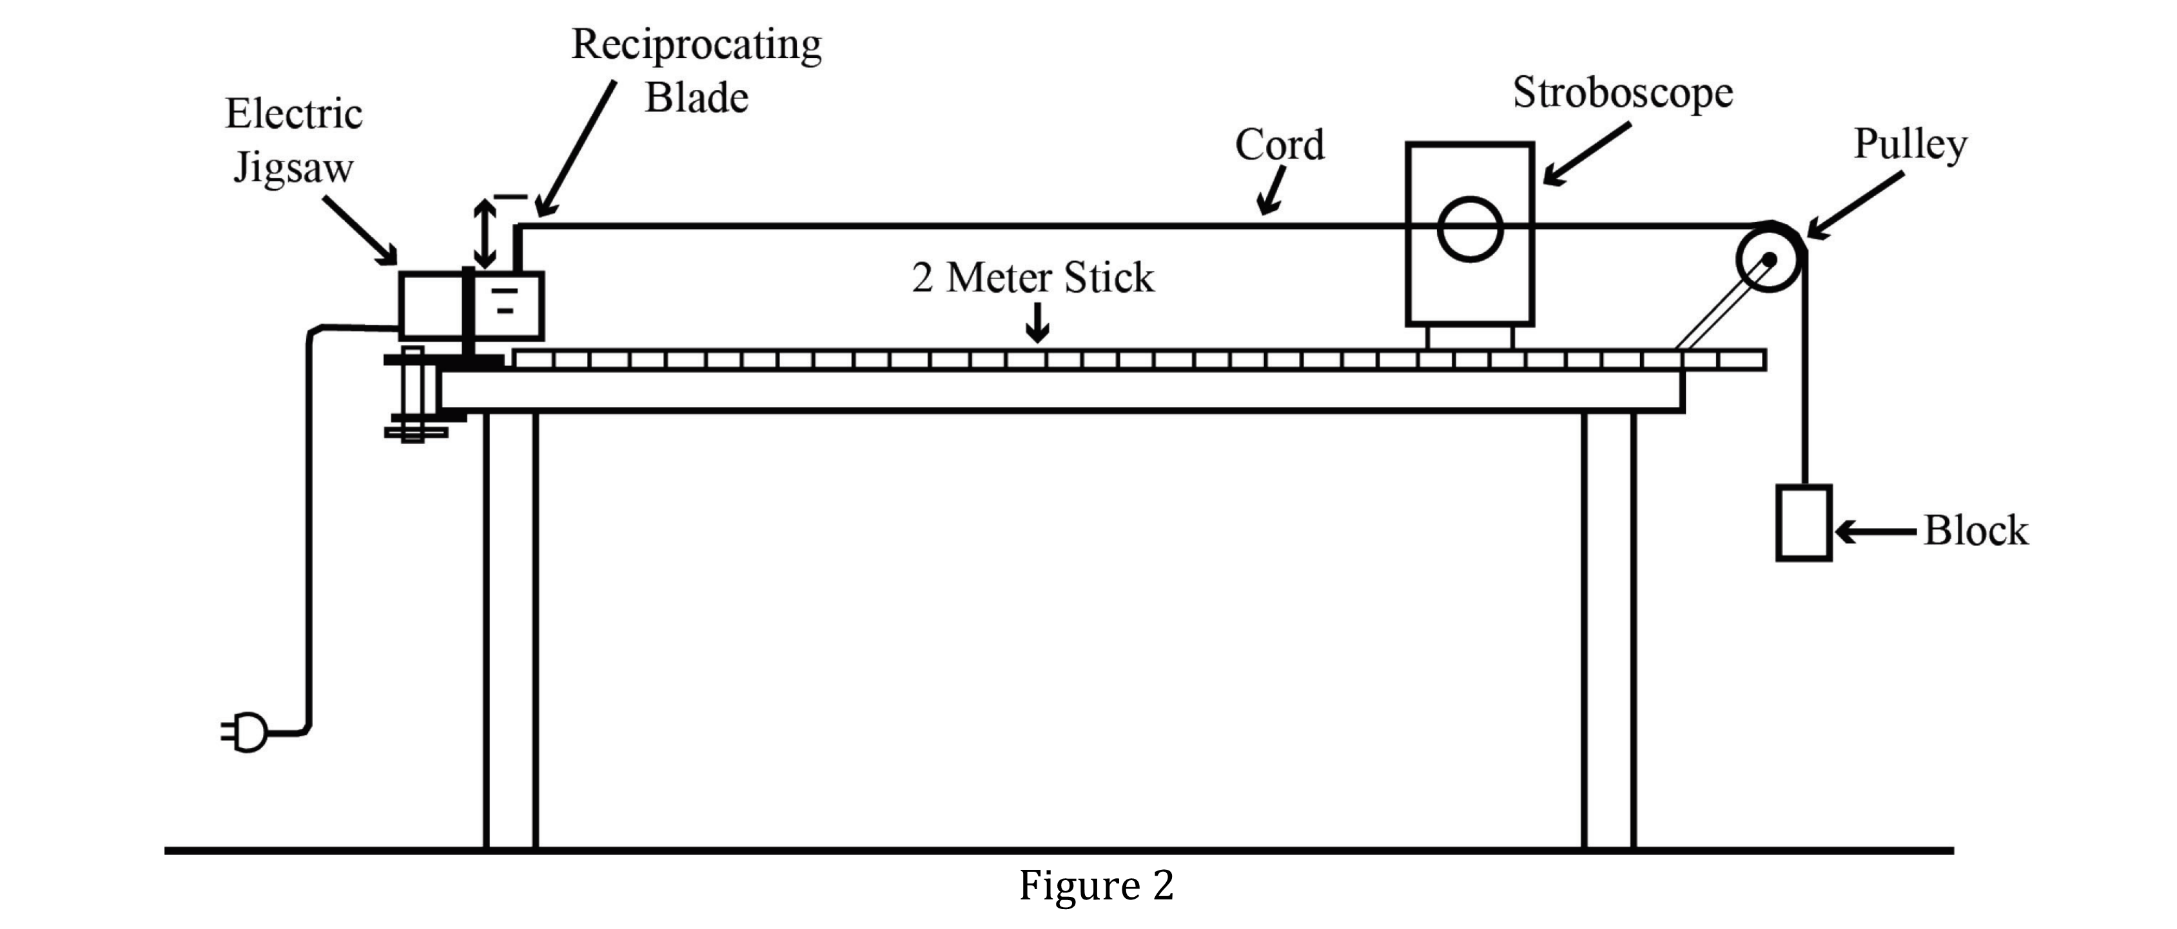 Reciprocating
Blade
Electric
Jigsaw
Stroboscope
Cord
Pulley
2 Meter Stick
Block
Figure 2